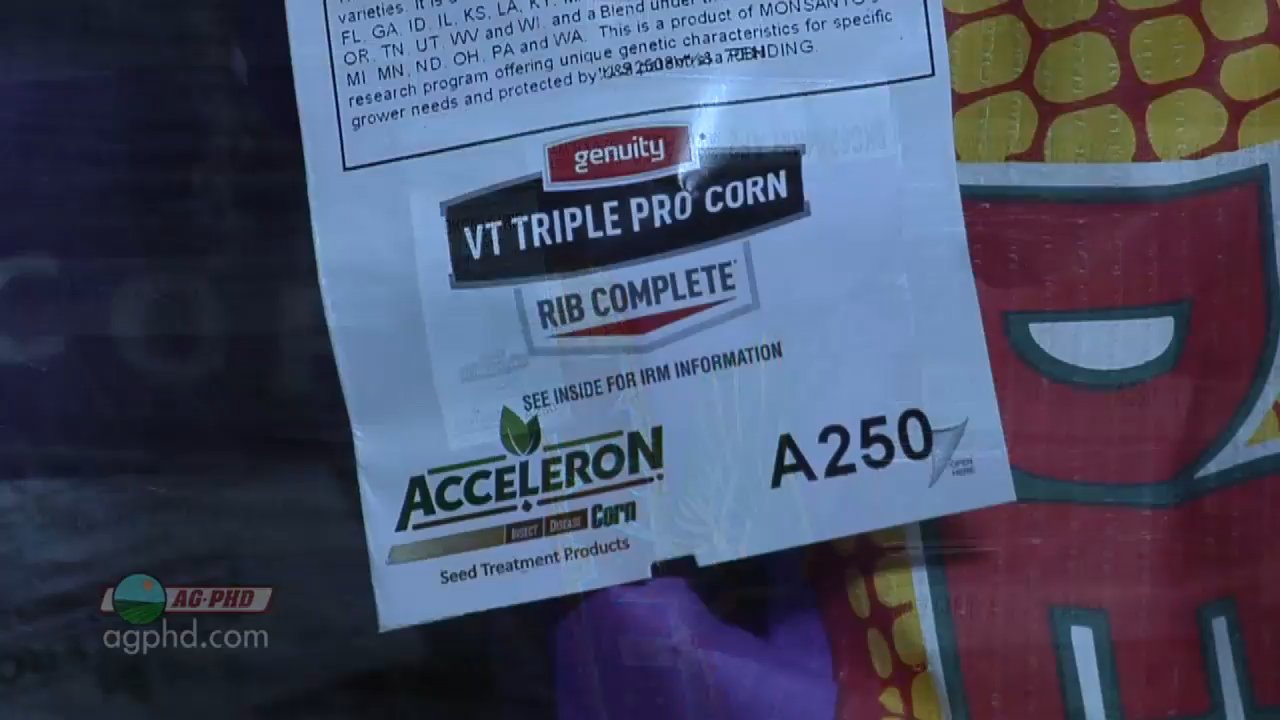 varieties. It is
FL, GA, ID, IL, KS, LA, KY,
OR, TN, UT, WV and WI, and a Blend under
MI, MN, ND, OH, PA and WA. This is a product of MONSANTO
research program offering unique genetic characteristics for specific
grower needs and protected by PENDING.
genuity
VT TRIPLE PRO CORN
RIB COMPLETE
SEE INSIDE FOR IRM INFORMATION
ACCELERON
INSECT DISEASE Corn
Seed Treatment Products
A250
OPEN
HERE
AG·PHD
agphd.com